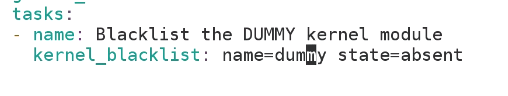 tasks:
- name: Blacklist the DUMMY kernel module
kernel_blacklist: name=dummy state=absent